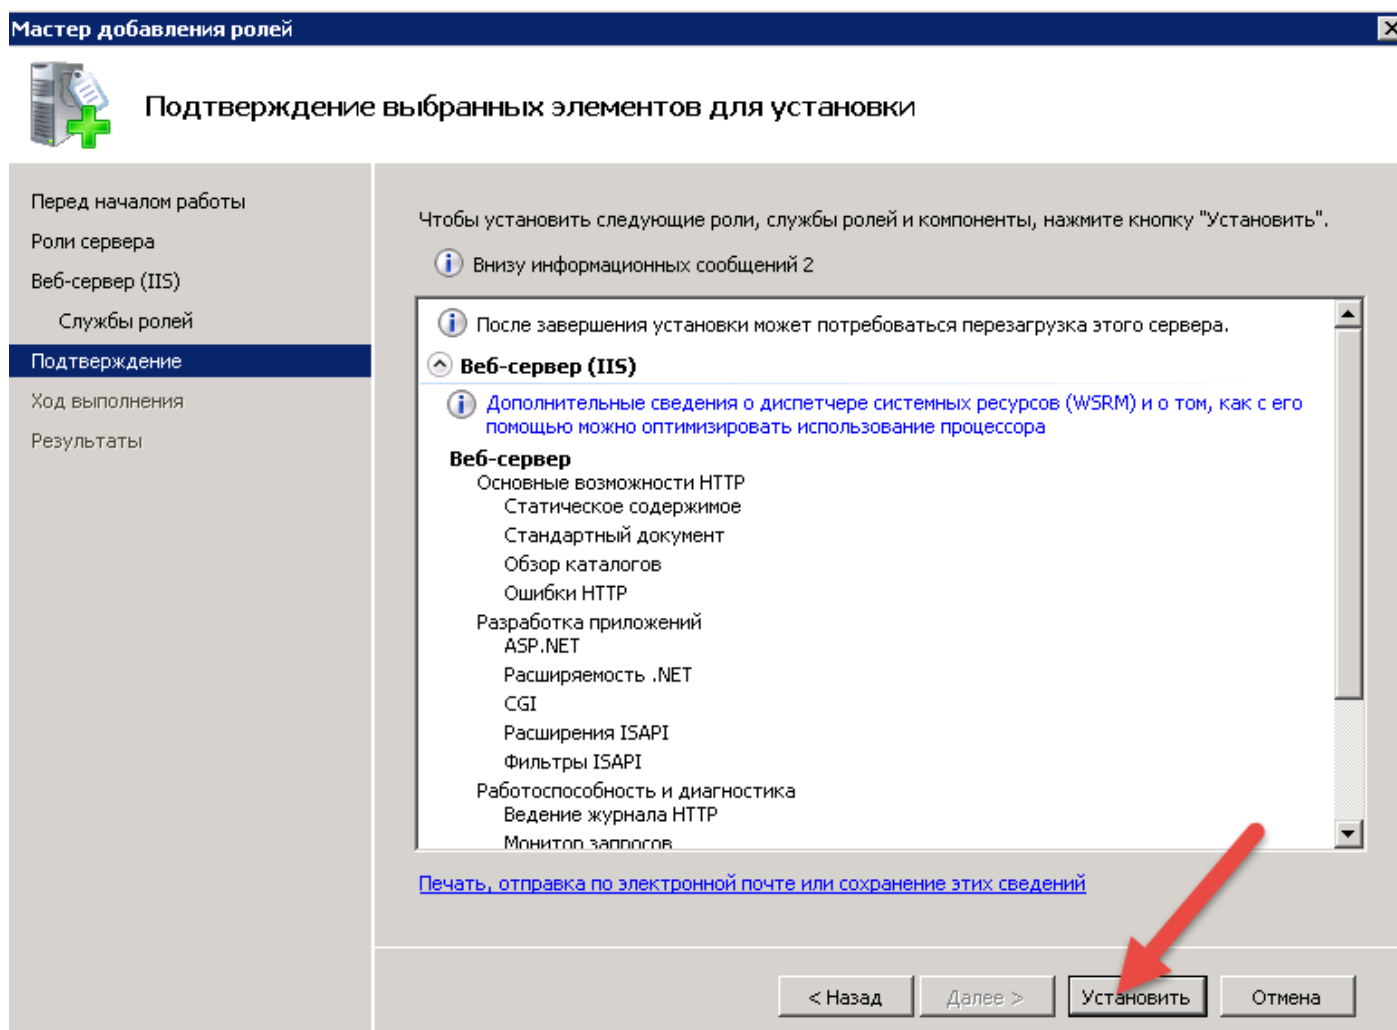 Мастер добавления ролей
Подтверждение выбранных элементов для установки
Перед началом работы
Роли сервера
Веб-сервер (IIS)
Службы ролей
Подтверждение
Ход выполнения
Результаты
Чтобы установить следующие роли, службы ролей и компоненты, нажмите кнопку "Установить".
Внизу информационных сообщений 2
После завершения установки может потребоваться перезагрузка этого сервера.
Веб-сервер (IIS)
Дополнительные сведения о диспетчере системных ресурсов (WSRM) и о том, как с его
помощью можно оптимизировать использование процессора
Веб-сервер
Основные возможности HTTP
Статическое содержимое
Стандартный документ
Обзор каталогов
Ошибки HTTP
Разработка приложений
ASP.NET
Расширяемость .NET
CGI
Расширения ISAPI
Фильтры ISAPI
Работоспособность и диагностика
Ведение журнала HTTP
Монитор запросов
Печать, отправка по электронной почте или сохранение этих сведений
< Назад
Далее >
Установить
Отмена